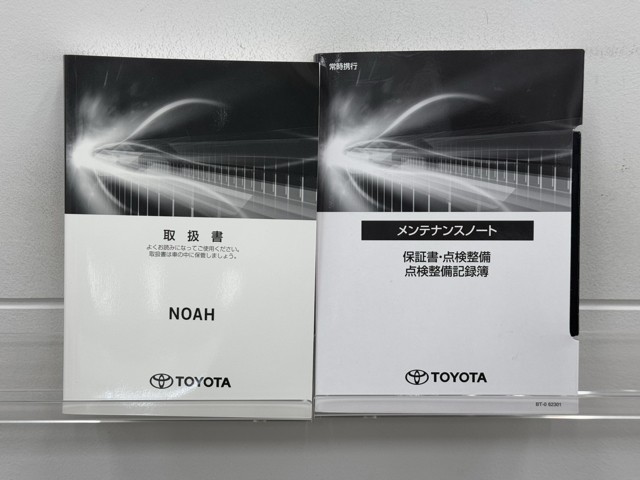 取扱書
よくお読みになってご使用ください。
取扱書は車の中に保管しましょう。
NOAH
TOYOTA
常時携行
メンテナンスノート
保証書・点検整備
点検整備記録簿
TOYOTA